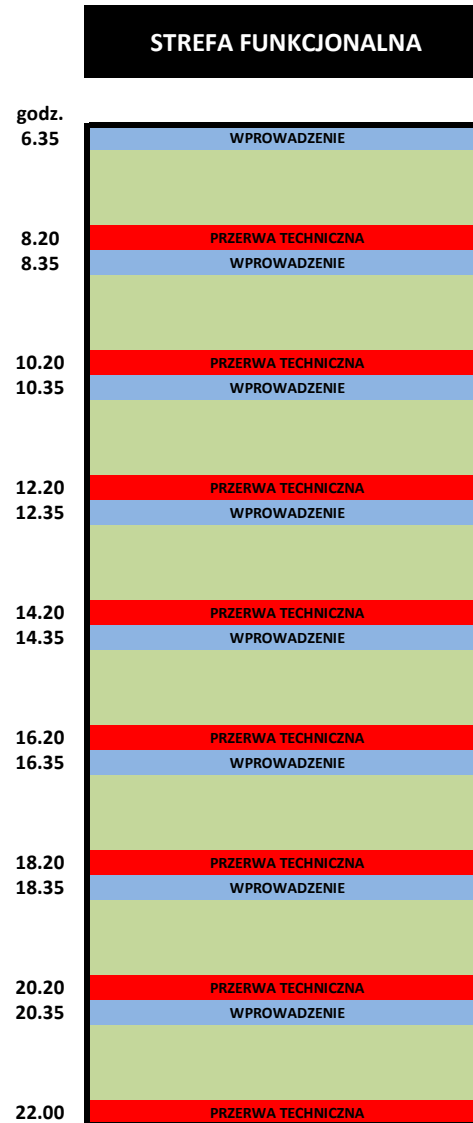 STREFA FUNKCJONALNA
godz.
6.35 WPROWADZENIE
8.20 PRZERWA TECHNICZNA
8.35 WPROWADZENIE
10.20 PRZERWA TECHNICZNA
10.35 WPROWADZENIE
12.20 PRZERWA TECHNICZNA
12.35 WPROWADZENIE
14.20 PRZERWA TECHNICZNA
14.35 WPROWADZENIE
16.20 PRZERWA TECHNICZNA
16.35 WPROWADZENIE
18.20 PRZERWA TECHNICZNA
18.35 WPROWADZENIE
20.20 PRZERWA TECHNICZNA
20.35 WPROWADZENIE
22.00 PRZERWA TECHNICZNA